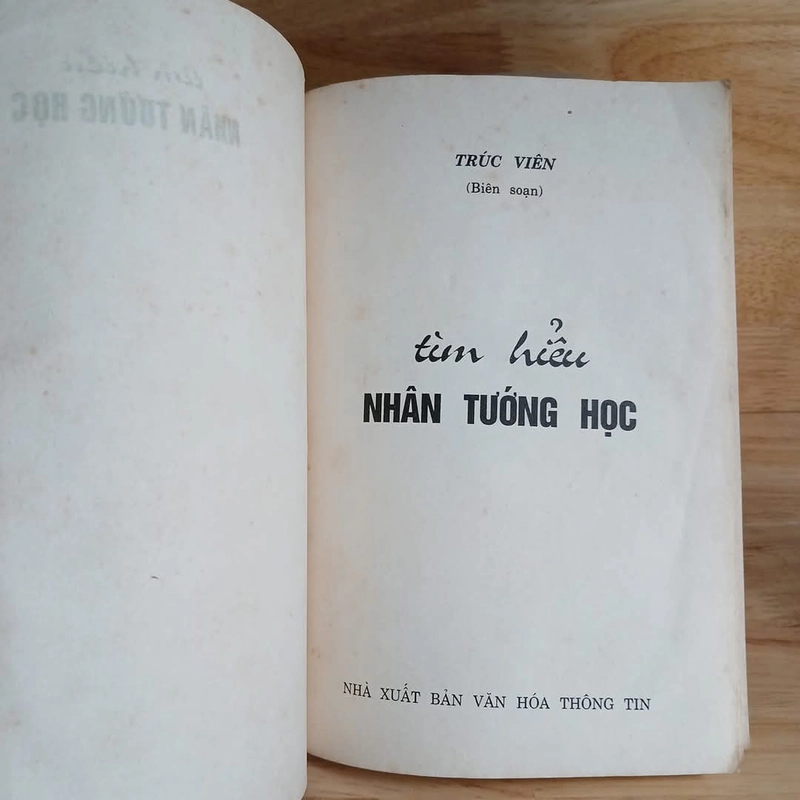 TRÚC VIÊN
(Biên soạn)
tìm hiểu
NHÂN TƯỚNG HỌC
NHÀ XUẤT BẢN VĂN HÓA THÔNG TIN